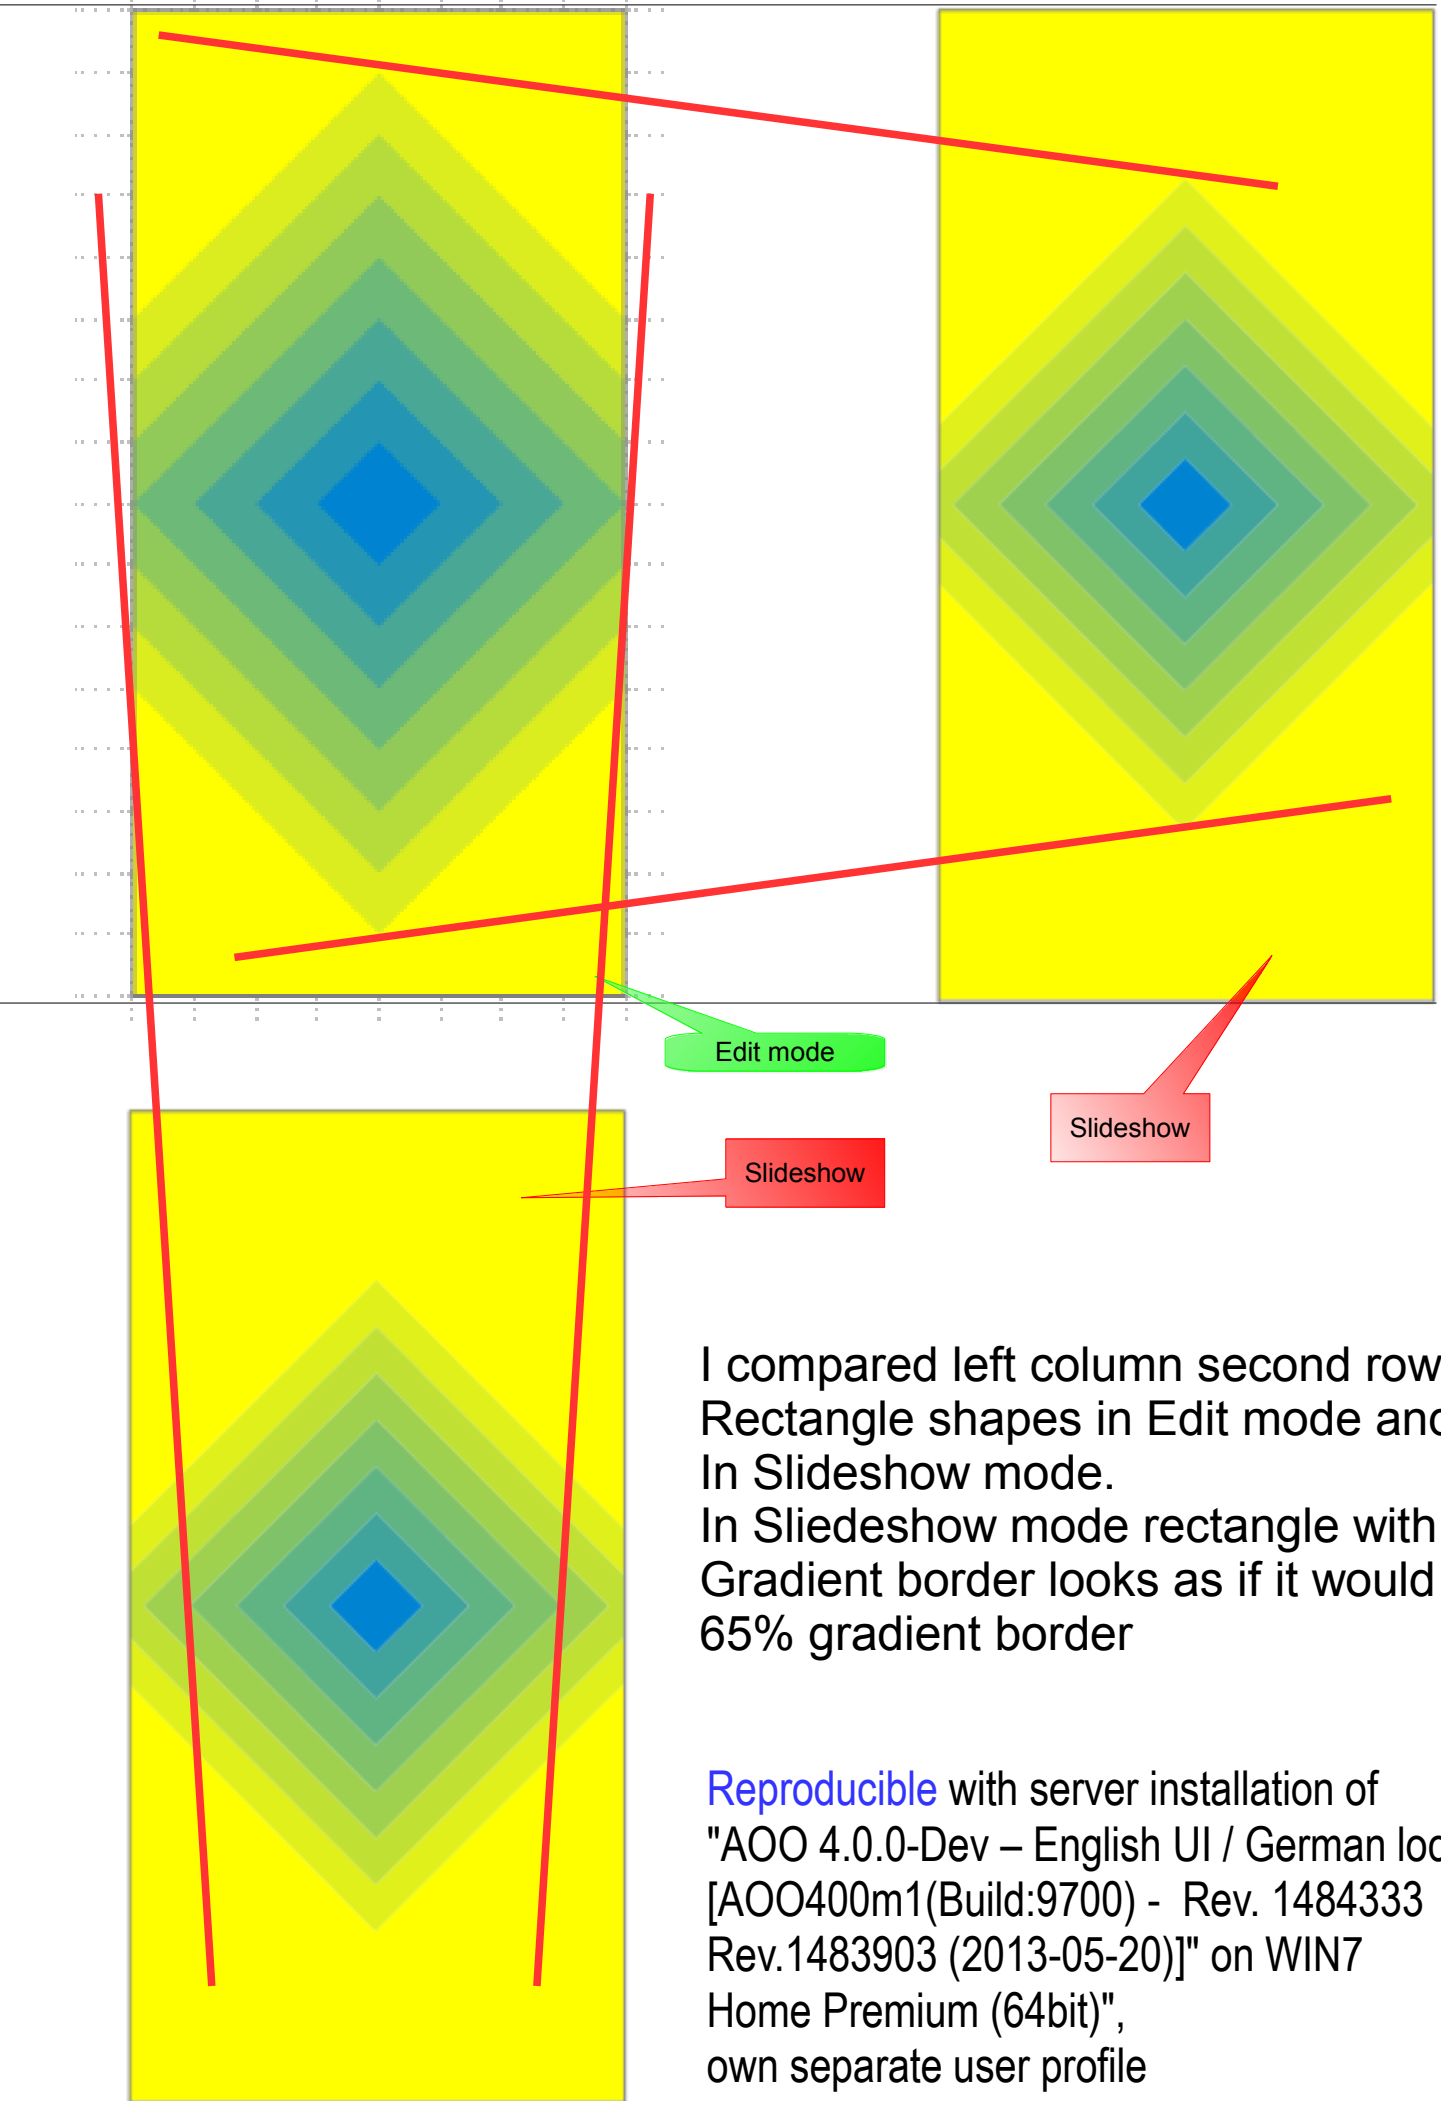 Edit mode
Slideshow
Slideshow
I compared left column second row
Rectangle shapes in Edit mode and
In Slideshow mode.
In Sliedeshow mode rectangle with
Gradient border looks as if it would
65% gradient border
Reproducible with server installation of
"AOO 4.0.0-Dev – English UI / German
[AOO400m1(Build:9700) - Rev. 1484333
Rev.1483903 (2013-05-20)]" on WIN7
Home Premium (64bit)",
own separate user profile